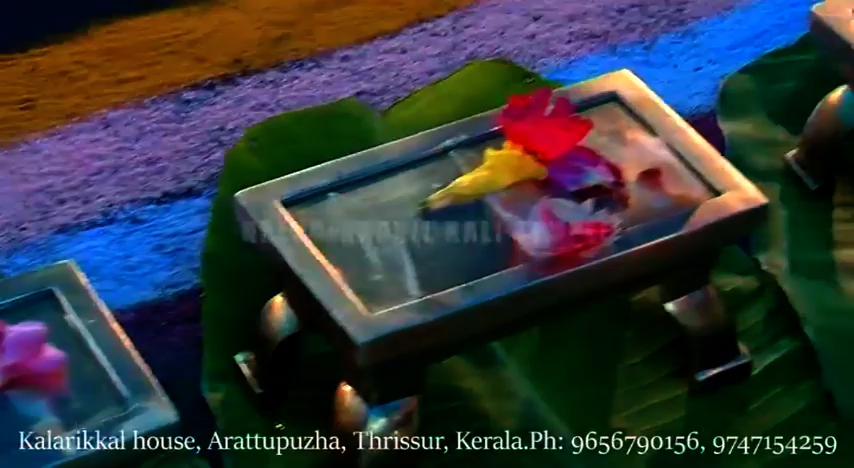 Kalarikkal house, Arattupuzha, Thrissur, Kerala.Ph: 9656790156, 9747154259